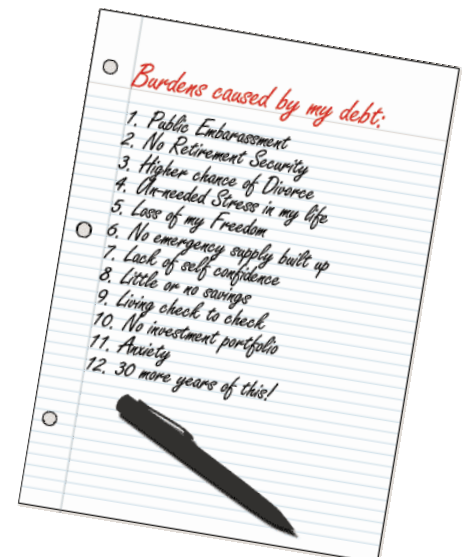 Burdens caused by my debt:
1. Public Embarassment
2. No Retirement Security
3. Higher chance of Divorce
4. Un-needed Stress in my life
5. Loss of my Freedom
6. No emergency supply built up
7. Lack of self confidence
8. Little or no savings
9. Living check to check
10. No investment portfolio
11. Anxiety
12. 30 more years of this!